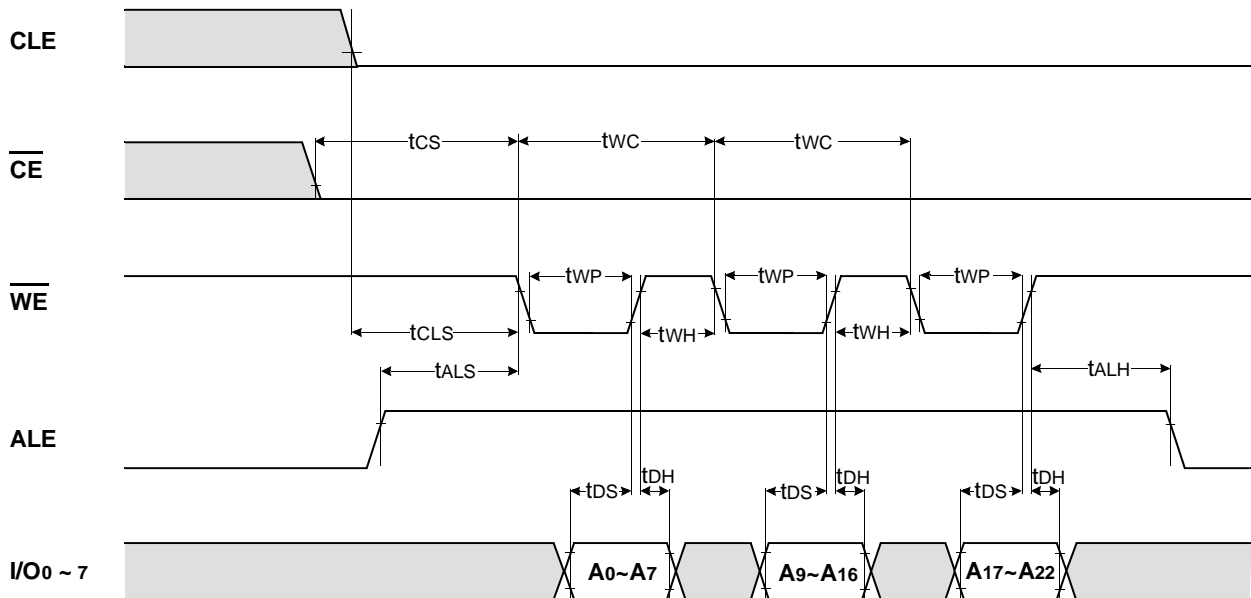 CLE
CE
tCS tWC tWC
WE
tWP tWP tWP
tCLS tWH tWH
tALS tALH
ALE
tDS tDH tDS tDH tDS tDH
I/O0 ~ 7 A0~A7 A9~A16 A17~A22